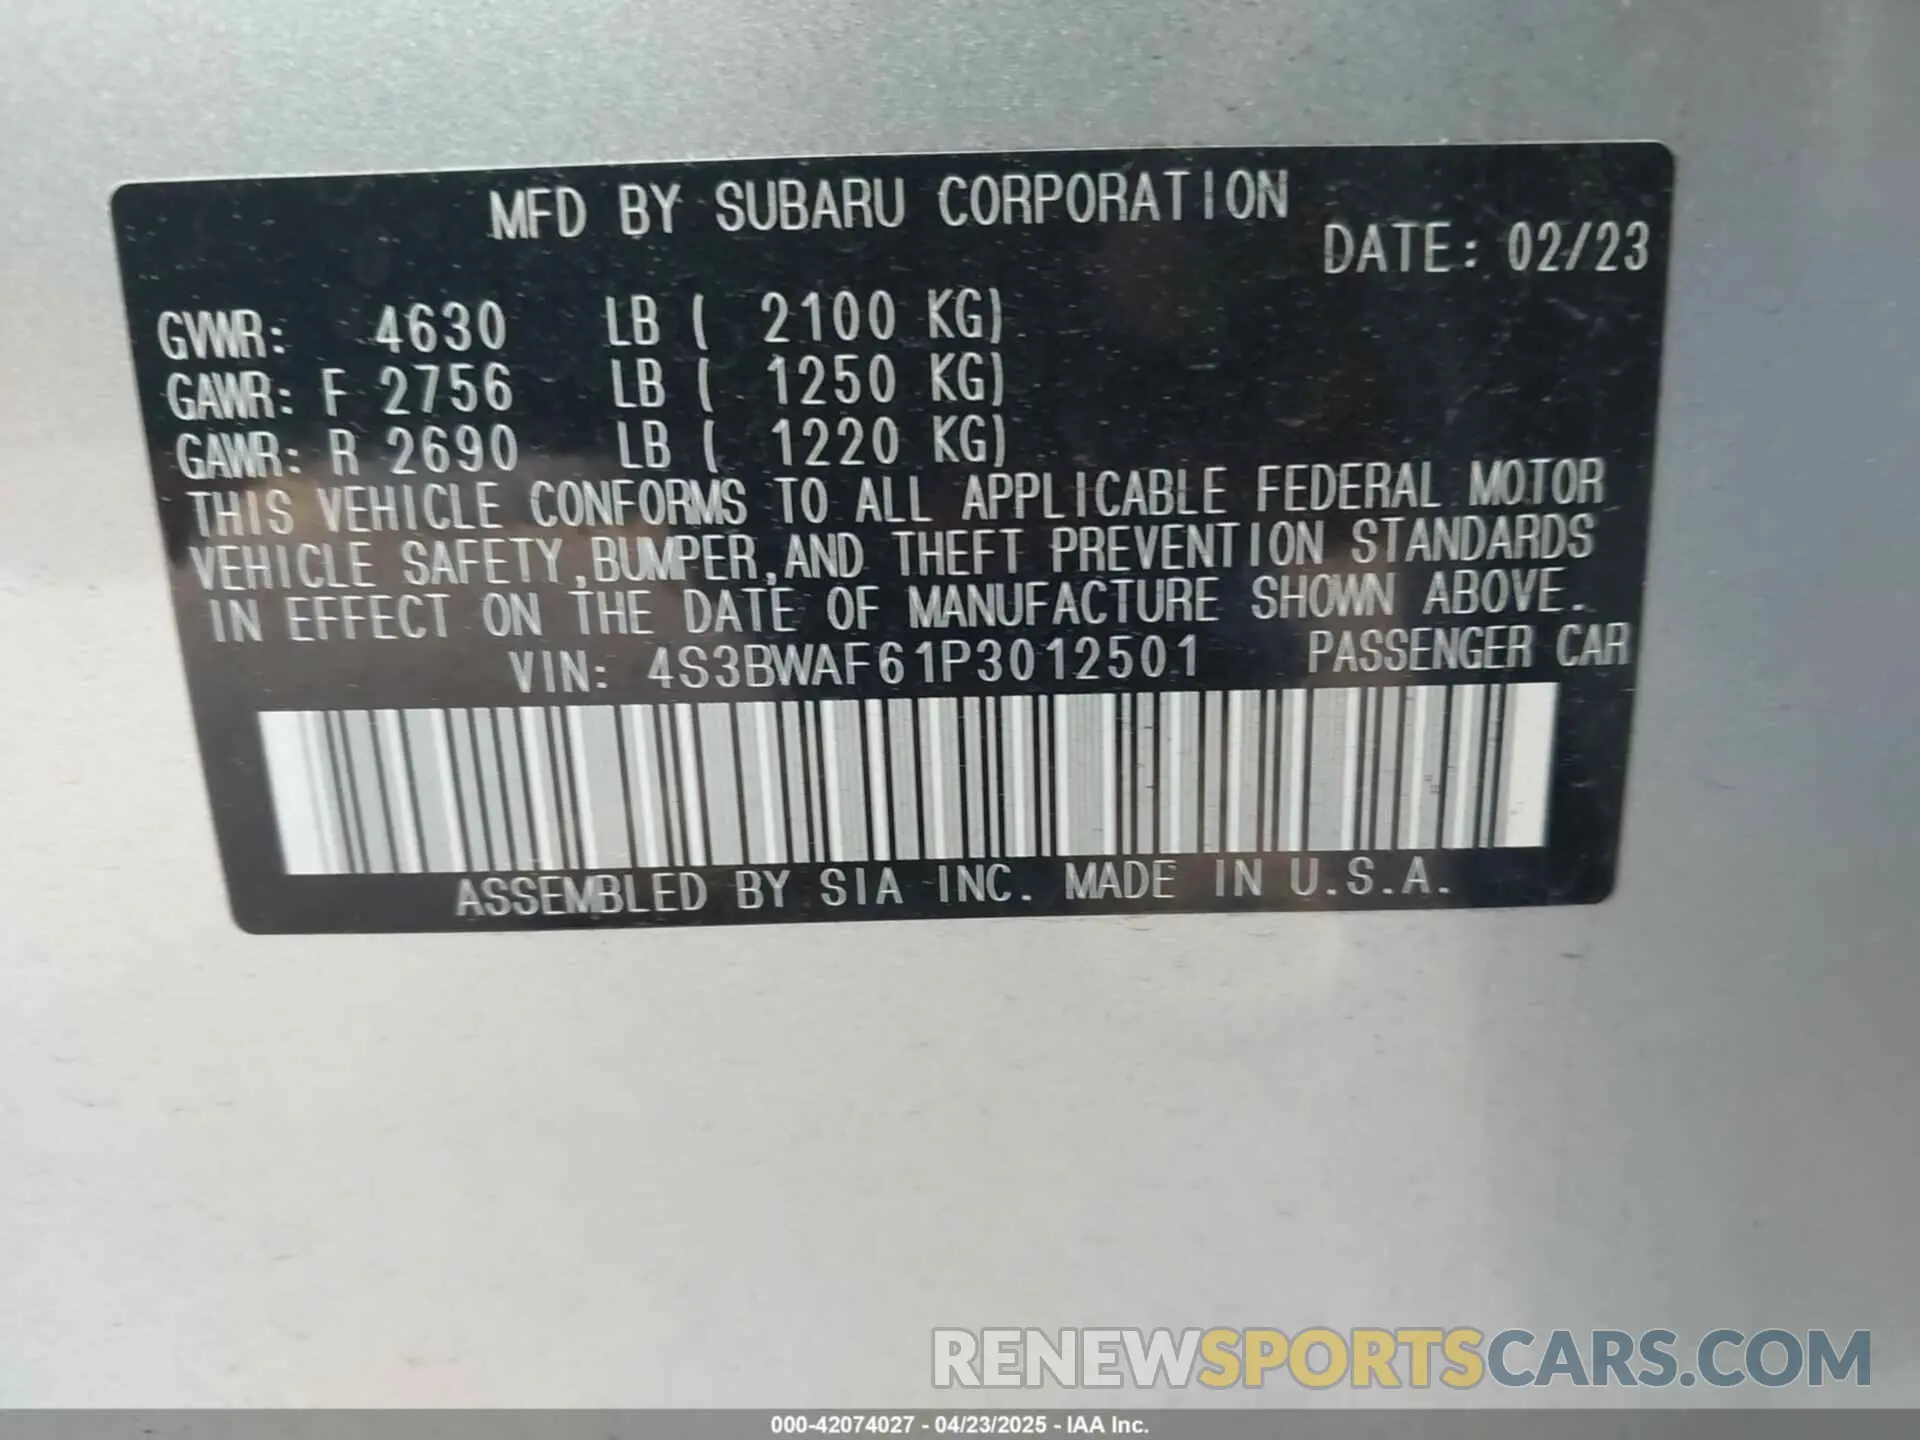 MFD BY SUBARU CORPORATION
DATE: 02/23
GVWR: 4630 LB ( 2100 KG)
GAWR: F 2756 LB ( 1250 KG)
GAWR: R 2690 LB ( 1220 KG)
THIS VEHICLE CONFORMS TO ALL APPLICABLE FEDERAL MOTOR
VEHICLE SAFETY,BUMPER,AND THEFT PREVENTION STANDARDS
IN EFFECT ON THE DATE OF MANUFACTURE SHOWN ABOVE.
VIN: 4S3BWAF61P3012501 PASSENGER CAR
ASSEMBLED BY SIA INC. MADE IN U.S.A.
RENEWSPORTSCARS.COM
000-42074027 - 04/23/2025 - IAA Inc.